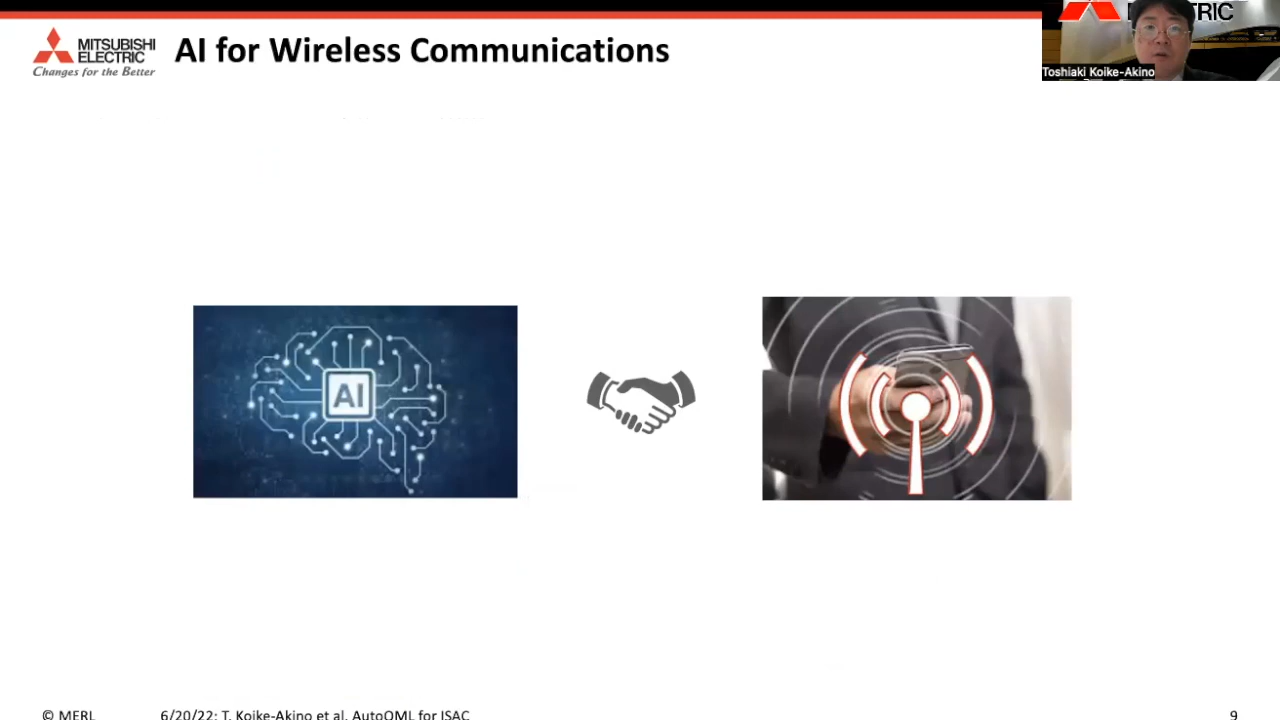 MITSUBISHI
ELECTRIC
Changes for the Better
AI for Wireless Communications
TRIC
Toshiaki Koike-Akino
AI
© MERL
6/20/22: T. Koike-Akino et al. AutoQML for ISAC
9